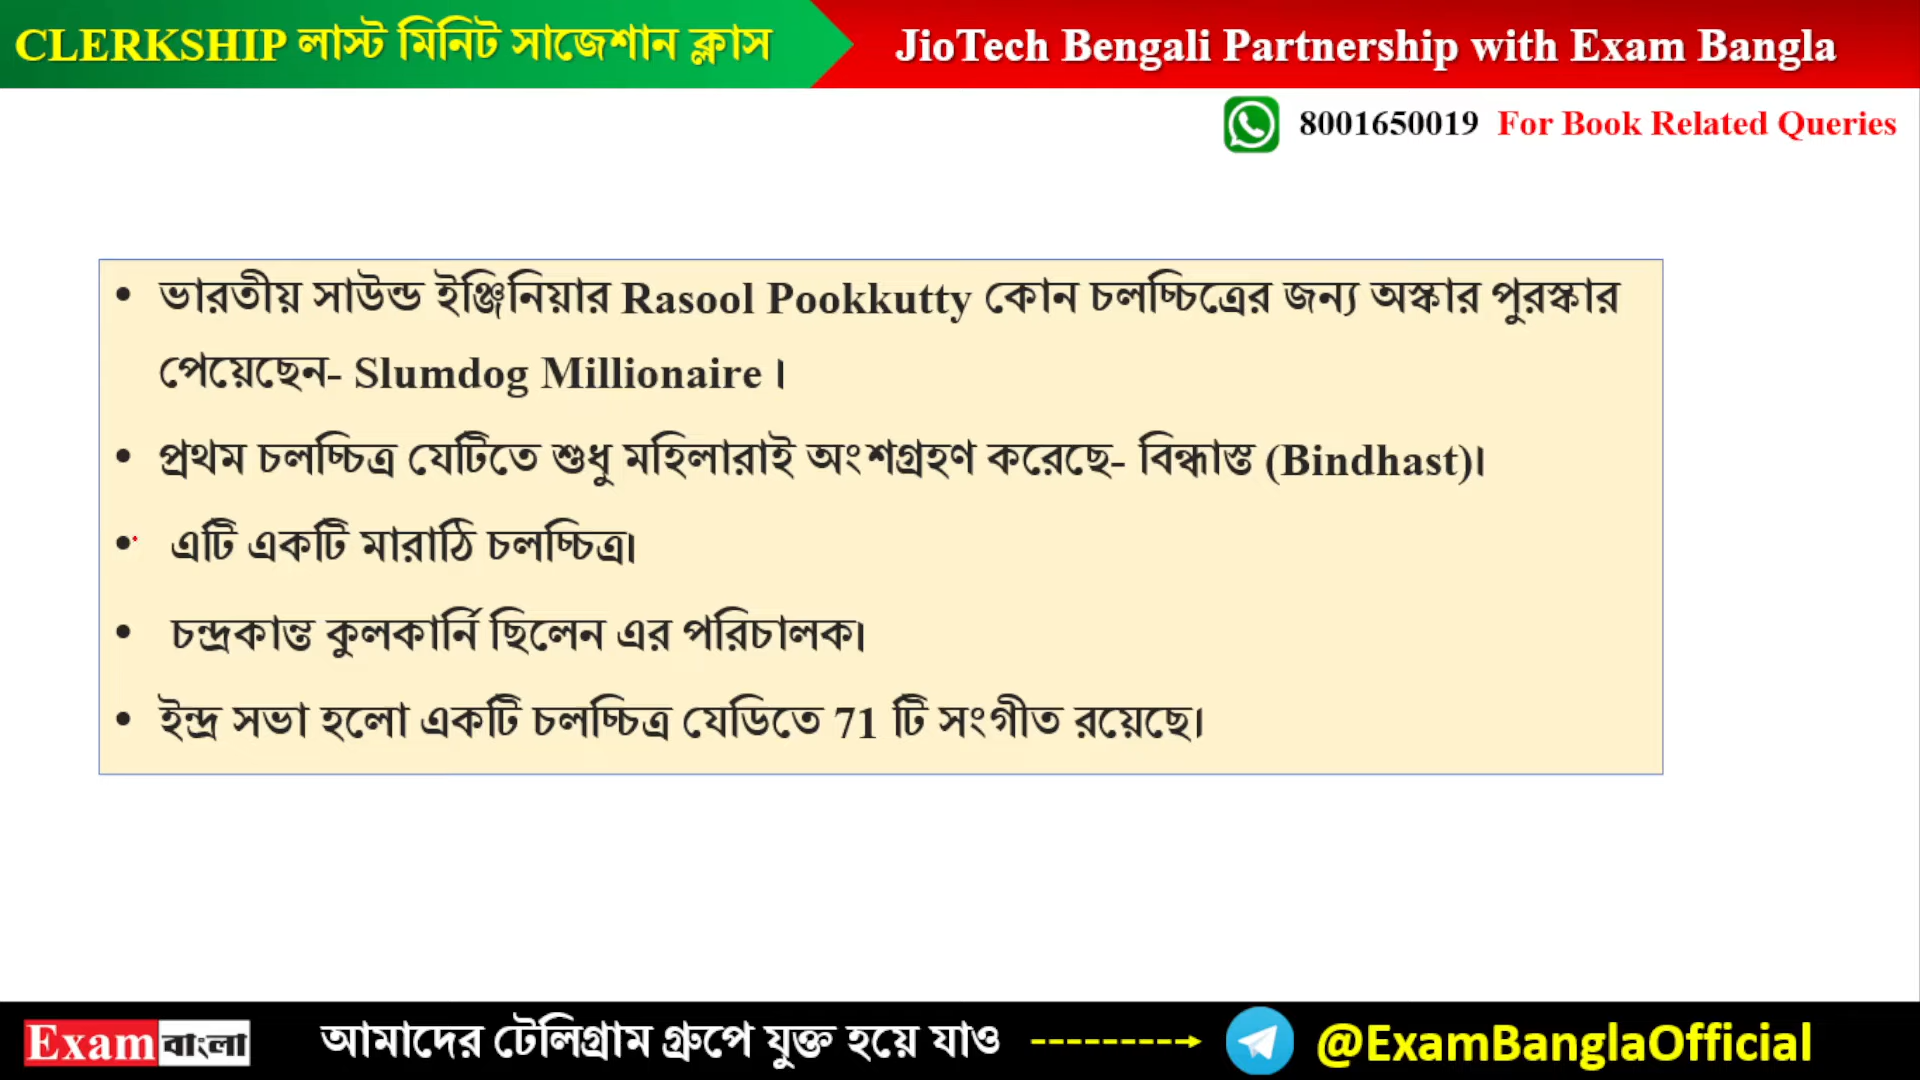 CLERKSHIP লাস্ট মিনিট সাজেশান ক্লাস
JioTech Bengali Partnership with Exam Bangla
8001650019 For Book Related Queries
• ভারতীয় সাউন্ড ইঞ্জিনিয়ার Rasool Pookkutty কোন চলচ্চিত্রের জন্য অস্কার পুরস্কার
পেয়েছেন- Slumdog Millionaire।
• প্রথম চলচ্চিত্র যেটিতে শুধু মহিলারাই অংশগ্রহণ করেছে- বিন্ধাস্ত (Bindhast)।
• এটি একটি মারাঠি চলচ্চিত্র।
• চন্দ্রকান্ত কুলকার্নি ছিলেন এর পরিচালক।
• ইন্দ্র সভা হলো একটি চলচ্চিত্র যেডিতে 71 টি সংগীত রয়েছে।
Exam বাংলা
আমাদের টেলিগ্রাম গ্রুপে যুক্ত হয়ে যাও
@ExamBanglaOfficial